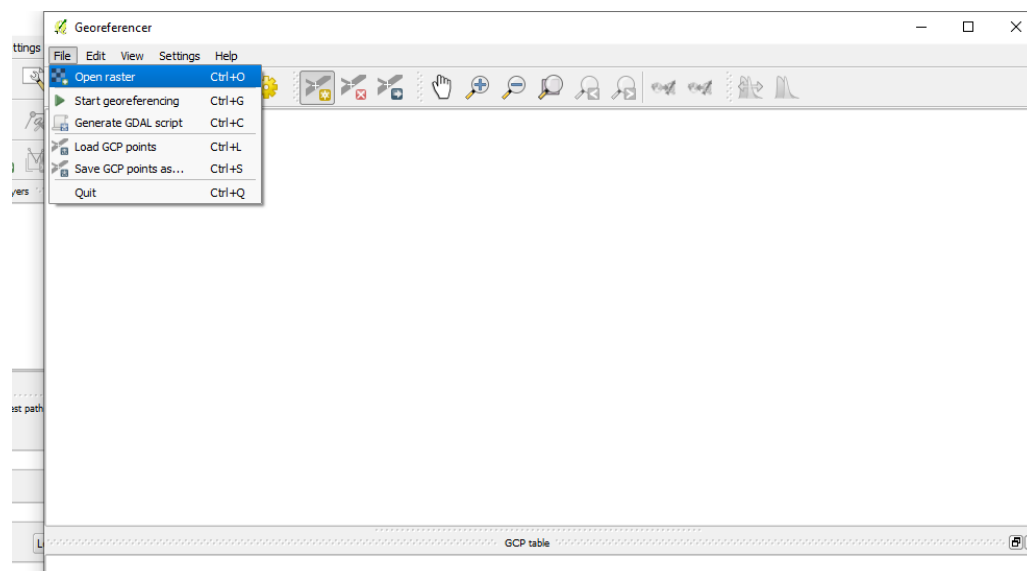 Georeferencer
ttings
File Edit View Settings Help
Open raster Ctrl+O
Start georeferencing Ctrl+G
Generate GDAL script Ctrl+C
Load GCP points Ctrl+L
Save GCP points as... Ctrl+S
Quit Ctrl+Q
yers
est path
L
GCP table